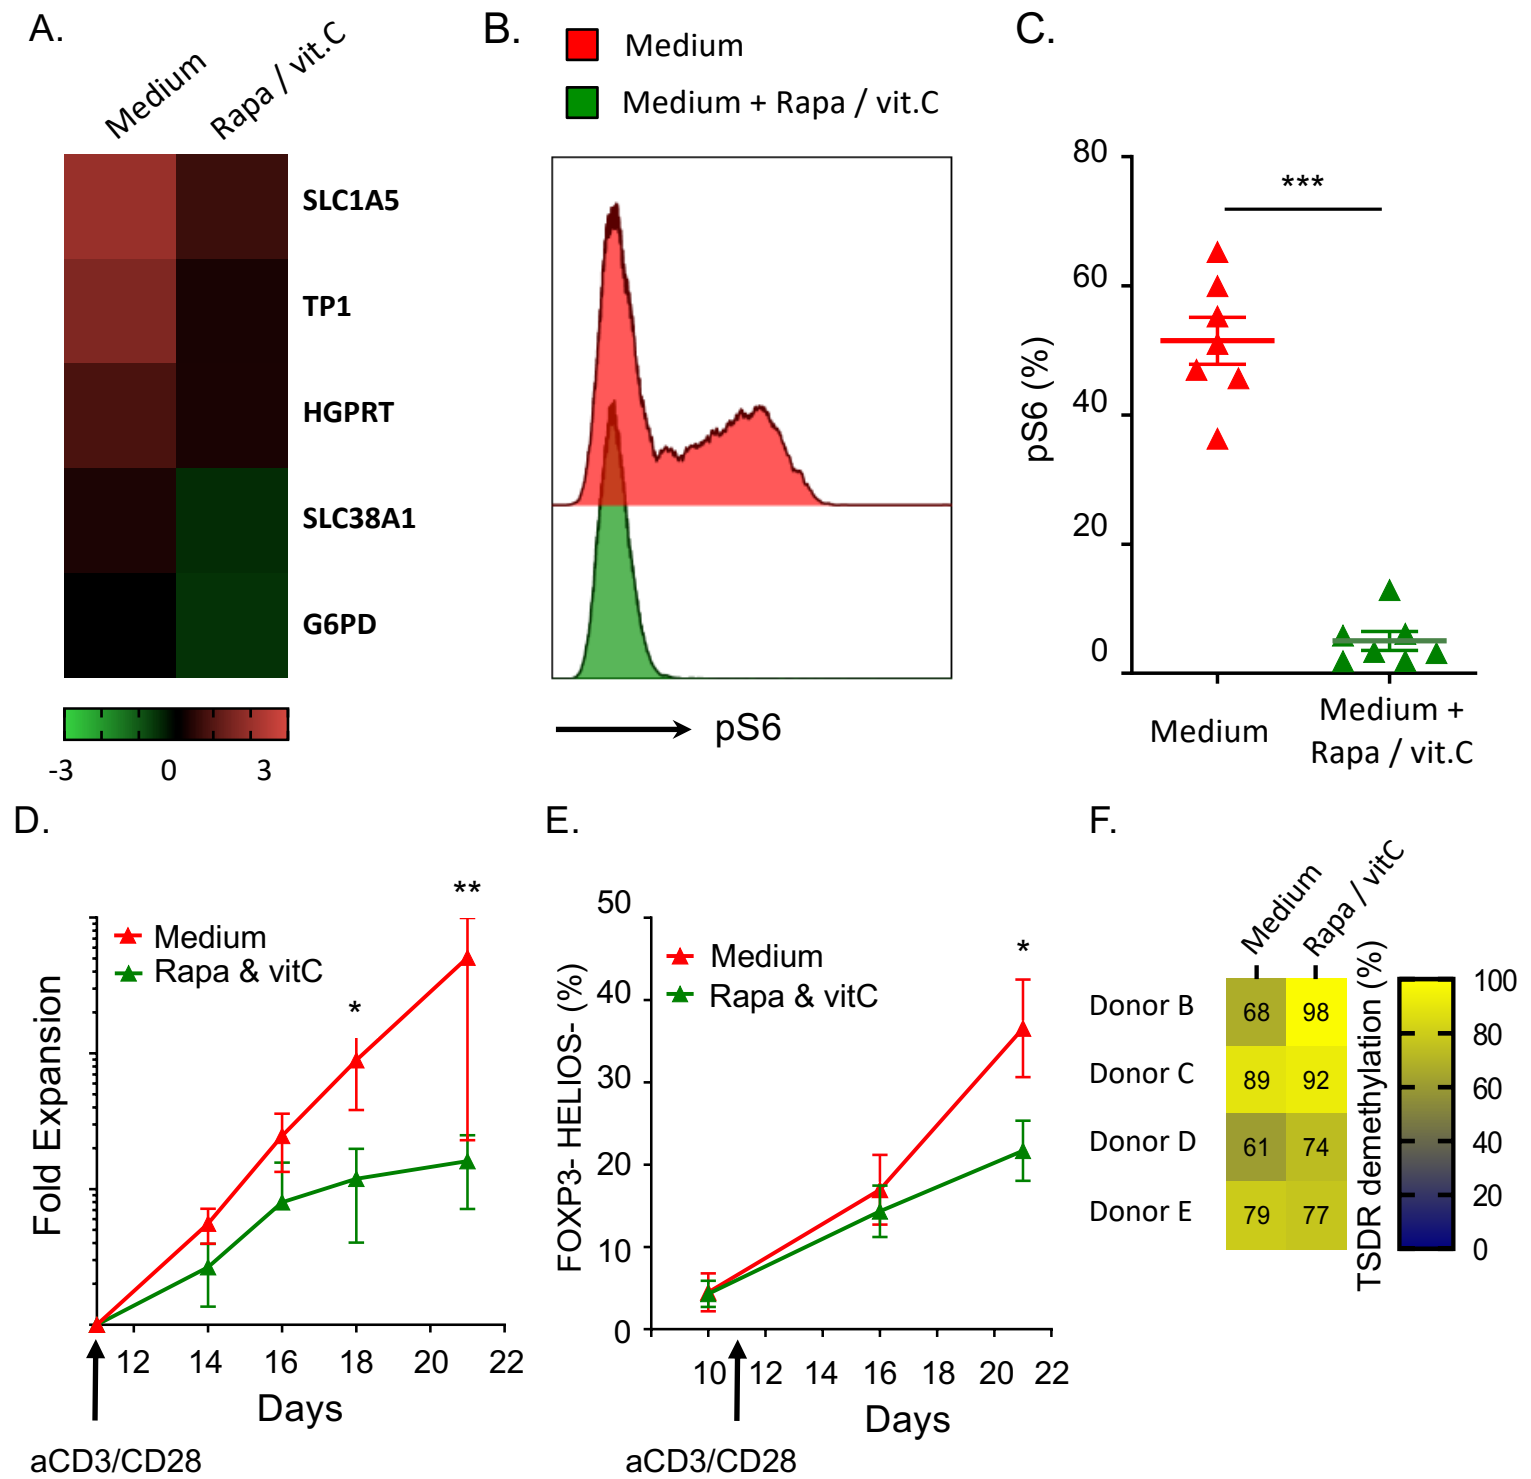 A.
Medium
Rapa / vit.C
SLC1A5
TP1
HGPRT
SLC38A1
G6PD
-3 0 3
B.
Medium
Medium + Rapa / vit.C
pS6
C.
***
pS6 (%)
80
60
40
20
0
Medium
Medium +
Rapa / vit.C
D.
**
*
Medium
Rapa & vitC
Fold Expansion
12 14 16 18 20 22
Days
aCD3/CD28
E.
*
Medium
Rapa & vitC
FOXP3- HELIOS- (%)
50
40
30
20
10
0
10 12 14 16 18 20 22
Days
aCD3/CD28
F.
Medium
Rapa / vitC
Donor B 68 98
Donor C 89 92
Donor D 61 74
Donor E 79 77
TSDR demethylation (%)
100
80
60
40
20
0